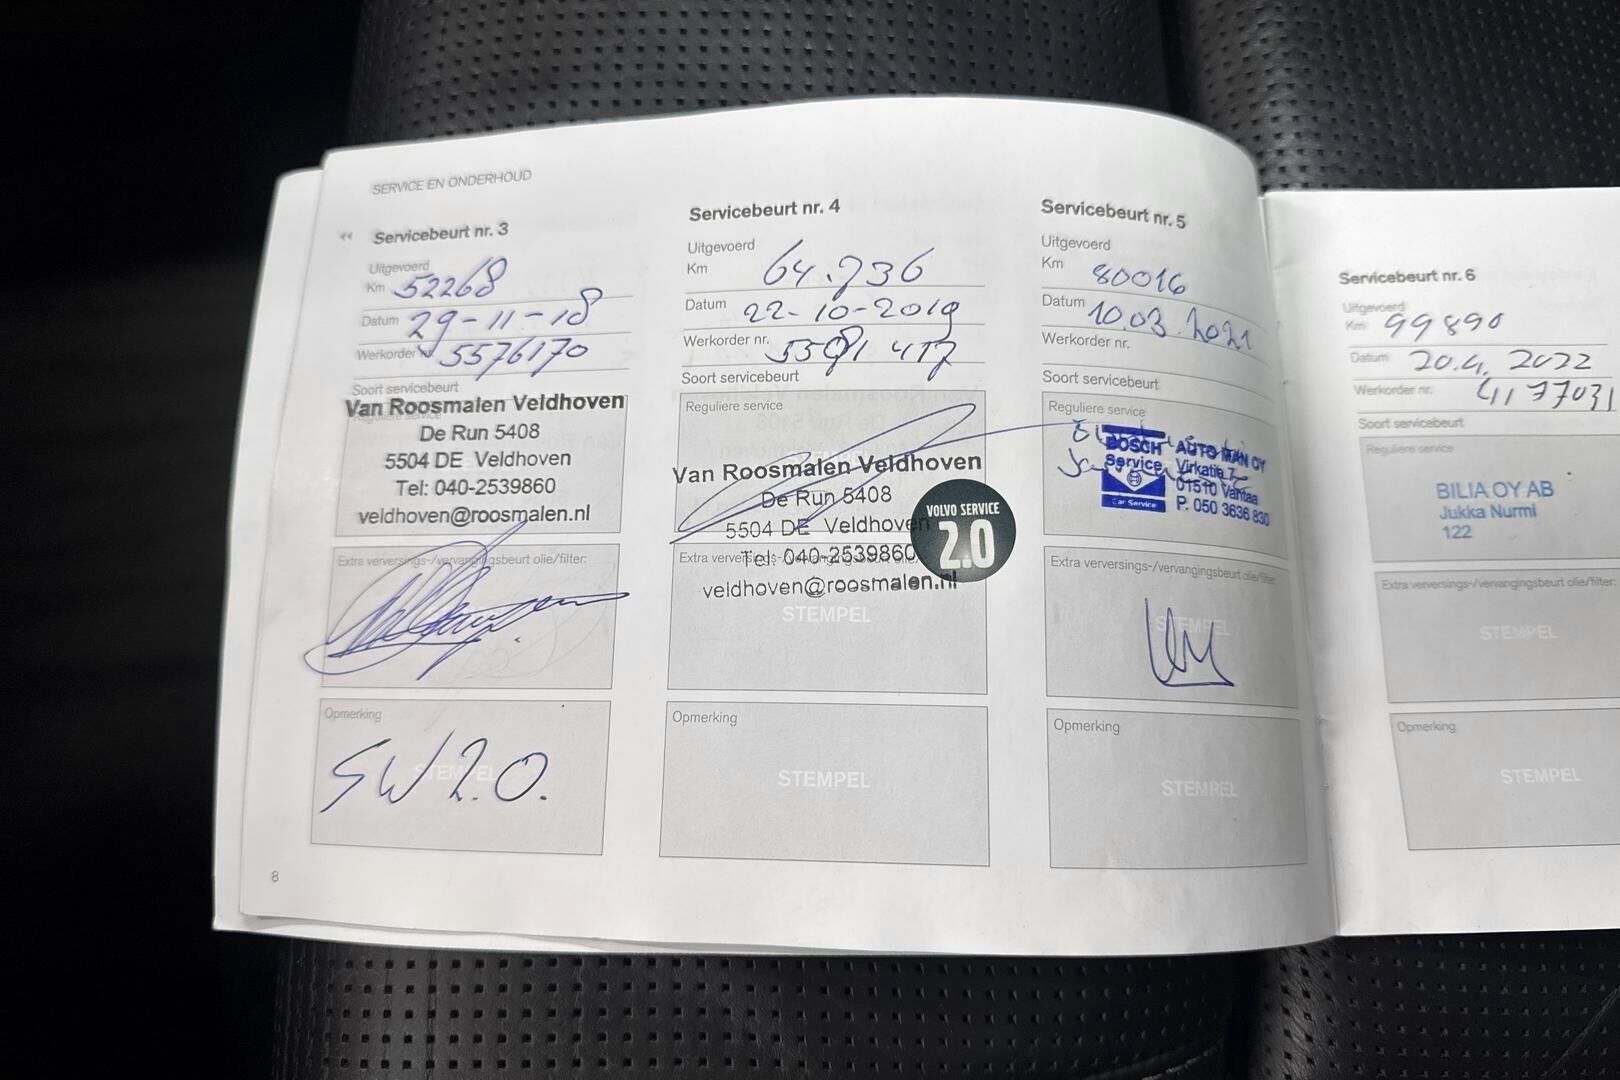 SERVICE EN ONDERHOUD
Servicebeurt nr. 3
Uitgevoerd
Km 52268
Datum 29-11-18
Werkorder 5576170
Soort servicebeurt
Van Roosmalen Veldhoven
De Run 5408
5504 DE Veldhoven
Tel: 040-2539860
veldhoven@roosmalen.nl
Extra verversings-/vervangingsbeurt olie/filter:
Opmerking
STEMPEL
8
Servicebeurt nr. 4
Uitgevoerd
Km 64.736
Datum 22-10-2019
Werkorder nr.
Soort servicebeurt
Reguliere service
Van Roosmalen Veldhoven
De Run 5408
5504 DE Veldhoven
Tel: 040-2539860
veldhoven@roosmalen.nl
VOLVO SERVICE
2.0
Extra
STEMPEL
Opmerking
STEMPEL
Servicebeurt nr. 5
Uitgevoerd
Km 80016
Datum 10.03.2021
Werkorder nr.
Soort servicebeurt
Reguliere service
BOSCH
Service
Car Service
AUTO MAN OY
Virkatie 7
01510 Vantaa
P. 050 3636 830
Extra verversings-/vervangingsbeurt olie/filter:
STEMPEL
Opmerking
STEMPEL
Servicebeurt nr. 6
Uitgevoerd
Km 99890
Datum 20.4. 2022
Werkorder nr. 4177031
Soort servicebeurt
Reguliere service
BILIA OY AB
Jukka Nurmi
122
Extra verversings-/vervangingsbeurt olie/filter:
STEMPEL
Opmerking
STEMPEL